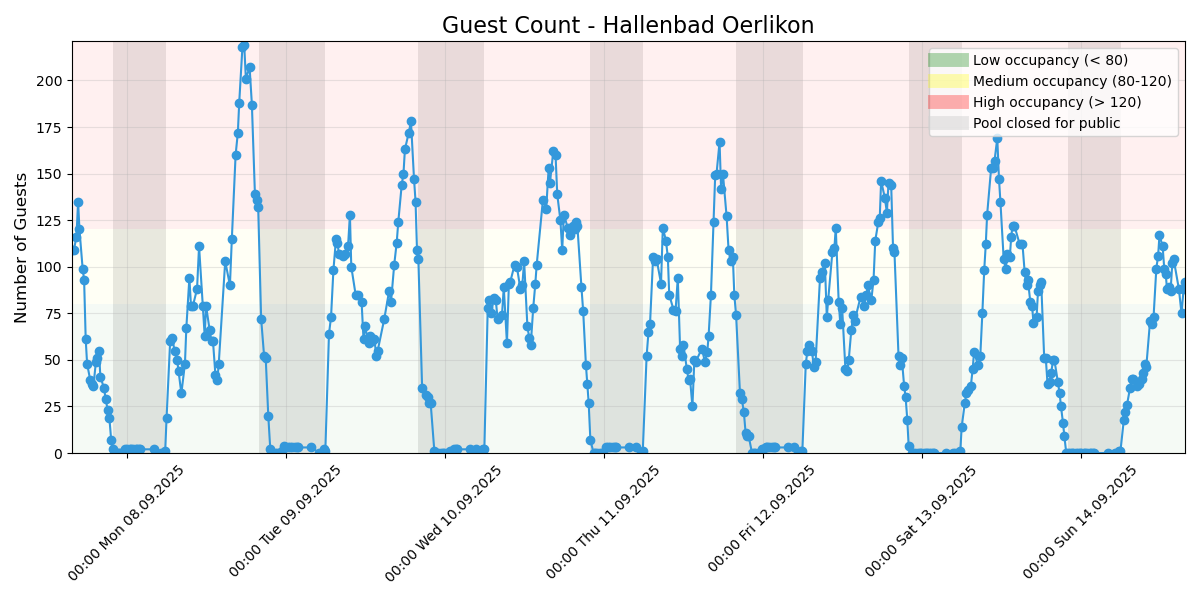 Guest Count - Hallenbad Oerlikon
Low occupancy (< 80)
Medium occupancy (80-120)
High occupancy (> 120)
Pool closed for public
Number of Guests
200
175
150
125
100
75
50
25
0
00:00 Mon 08.09.2025
00:00 Tue 09.09.2025
00:00 Wed 10.09.2025
00:00 Thu 11.09.2025
00:00 Fri 12.09.2025
00:00 Sat 13.09.2025
00:00 Sun 14.09.2025